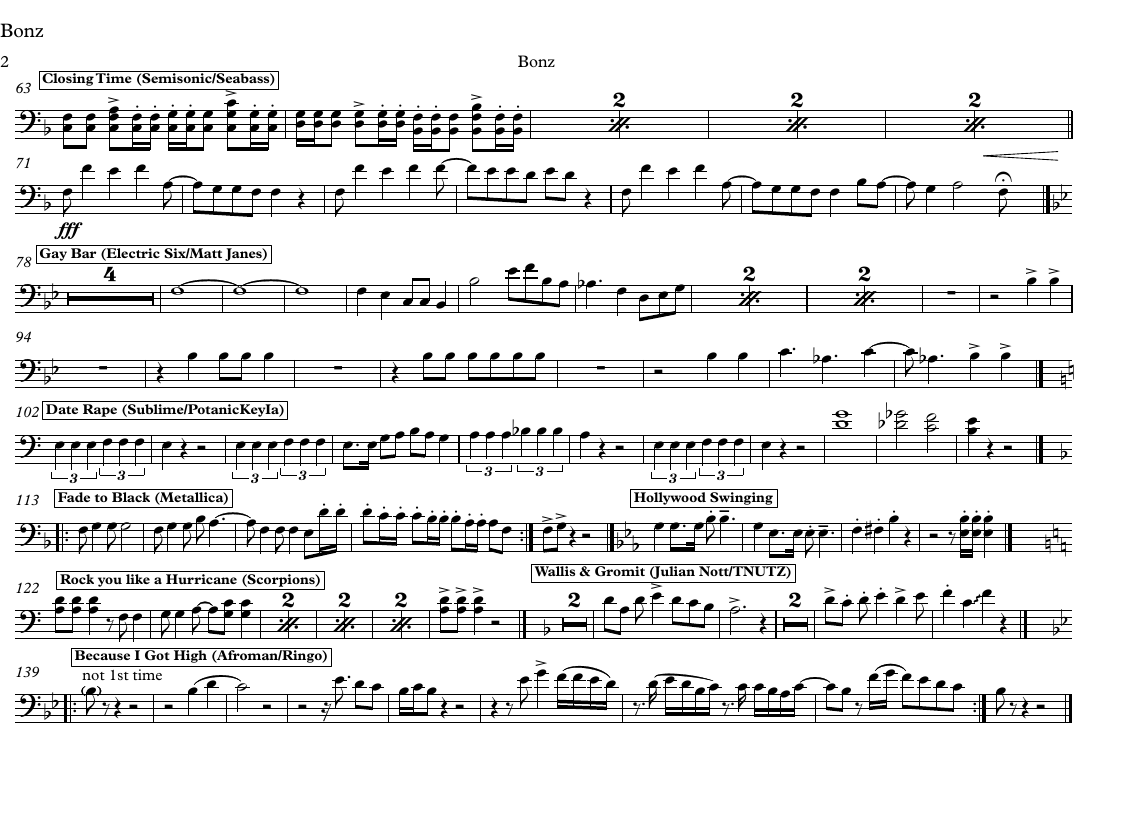 Bonz
2
Bonz
Closing Time (Semisonic/Seabass)
63
2
2
2
71
fff
Gay Bar (Electric Six/Matt Janes)
78
4
2
2
94
102
Date Rape (Sublime/PotanicKeyIa)
3
3
3
3
3
3
3
3
113
Fade to Black (Metallica)
Hollywood Swinging
122
Rock you like a Hurricane (Scorpions)
Wallis & Gromit (Julian Nott/TNUTZ)
2
2
2
2
2
139
Because I Got High (Afroman/Ringo)
not 1st time